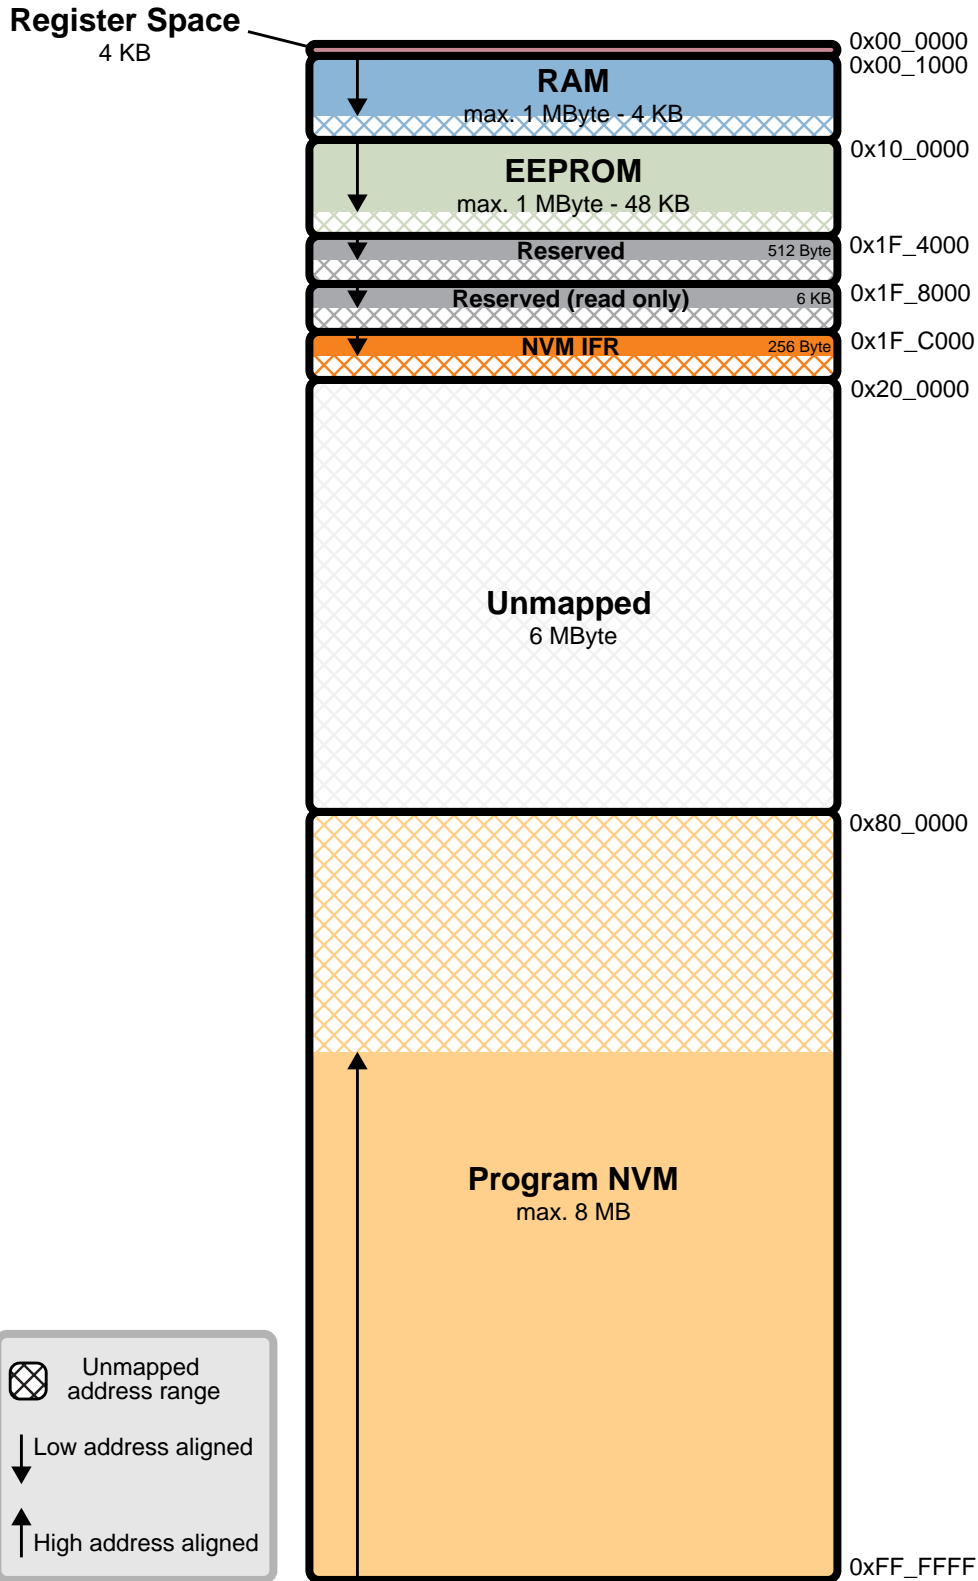 Register Space
4 KB
0x00_0000
0x00_1000
RAM
max. 1 MByte - 4 KB
0x10_0000
EEPROM
max. 1 MByte - 48 KB
0x1F_4000
Reserved
512 Byte
0x1F_8000
Reserved (read only)
6 KB
0x1F_C000
NVM IFR
256 Byte
0x20_0000
Unmapped
6 MByte
0x80_0000
Program NVM
max. 8 MB
Unmapped
address range
Low address aligned
High address aligned
0xFF_FFFF